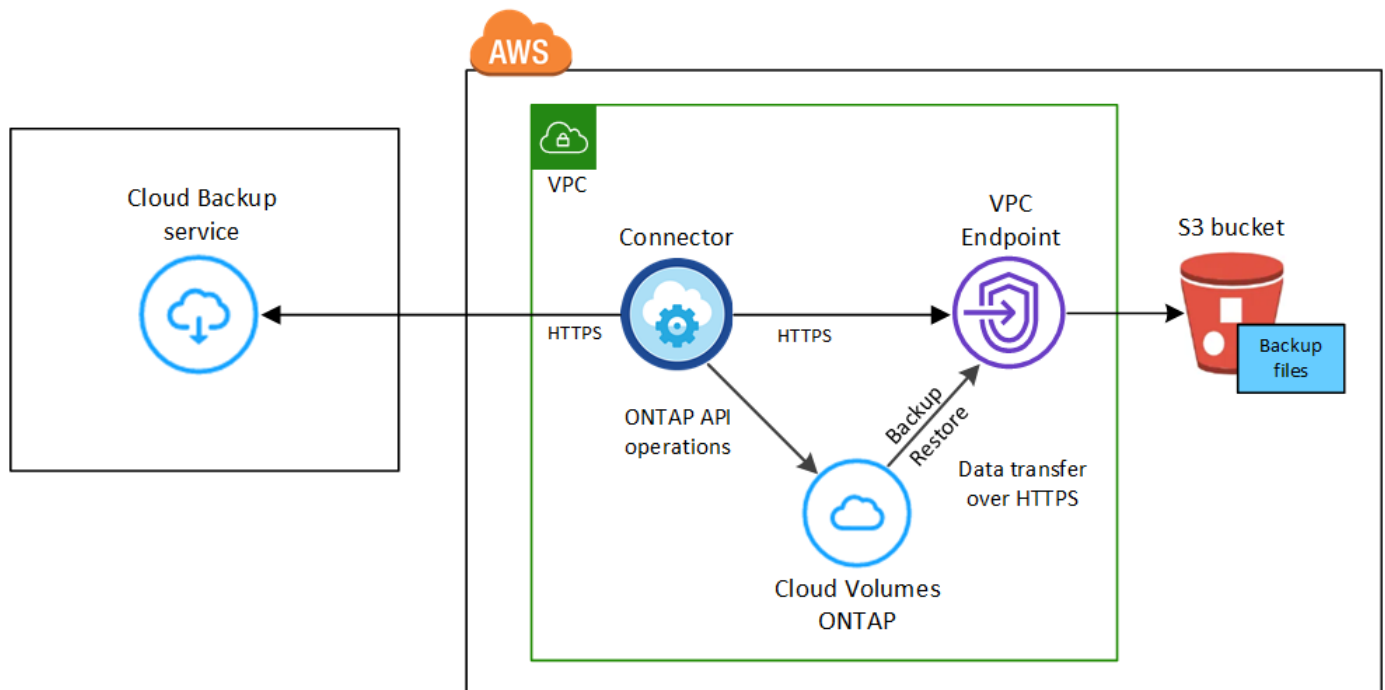 AWS
VPC
Cloud Backup
service
Connector
VPC
Endpoint
S3 bucket
HTTPS
HTTPS
Backup
files
ONTAP API
operations
Backup
Restore
Data transfer
over HTTPS
Cloud Volumes
ONTAP